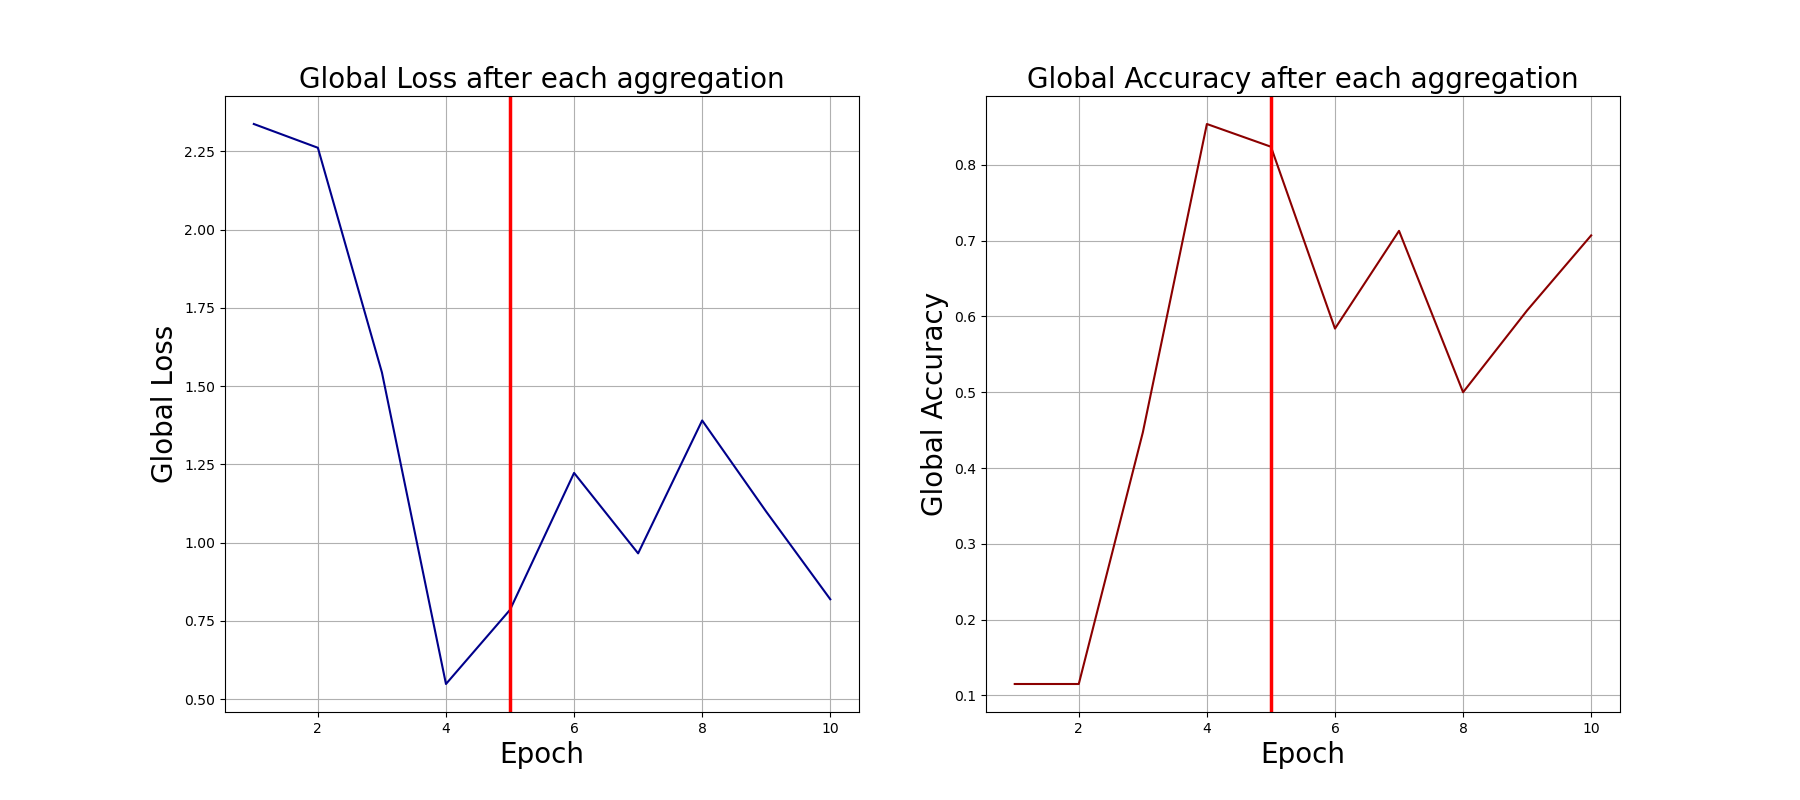 Global Loss after each aggregation
Global Loss
2.25
2.00
1.75
1.50
1.25
1.00
0.75
0.50
2 4 6 8 10
Epoch
Global Accuracy after each aggregation
Global Accuracy
0.8
0.7
0.6
0.5
0.4
0.3
0.2
0.1
2 4 6 8 10
Epoch